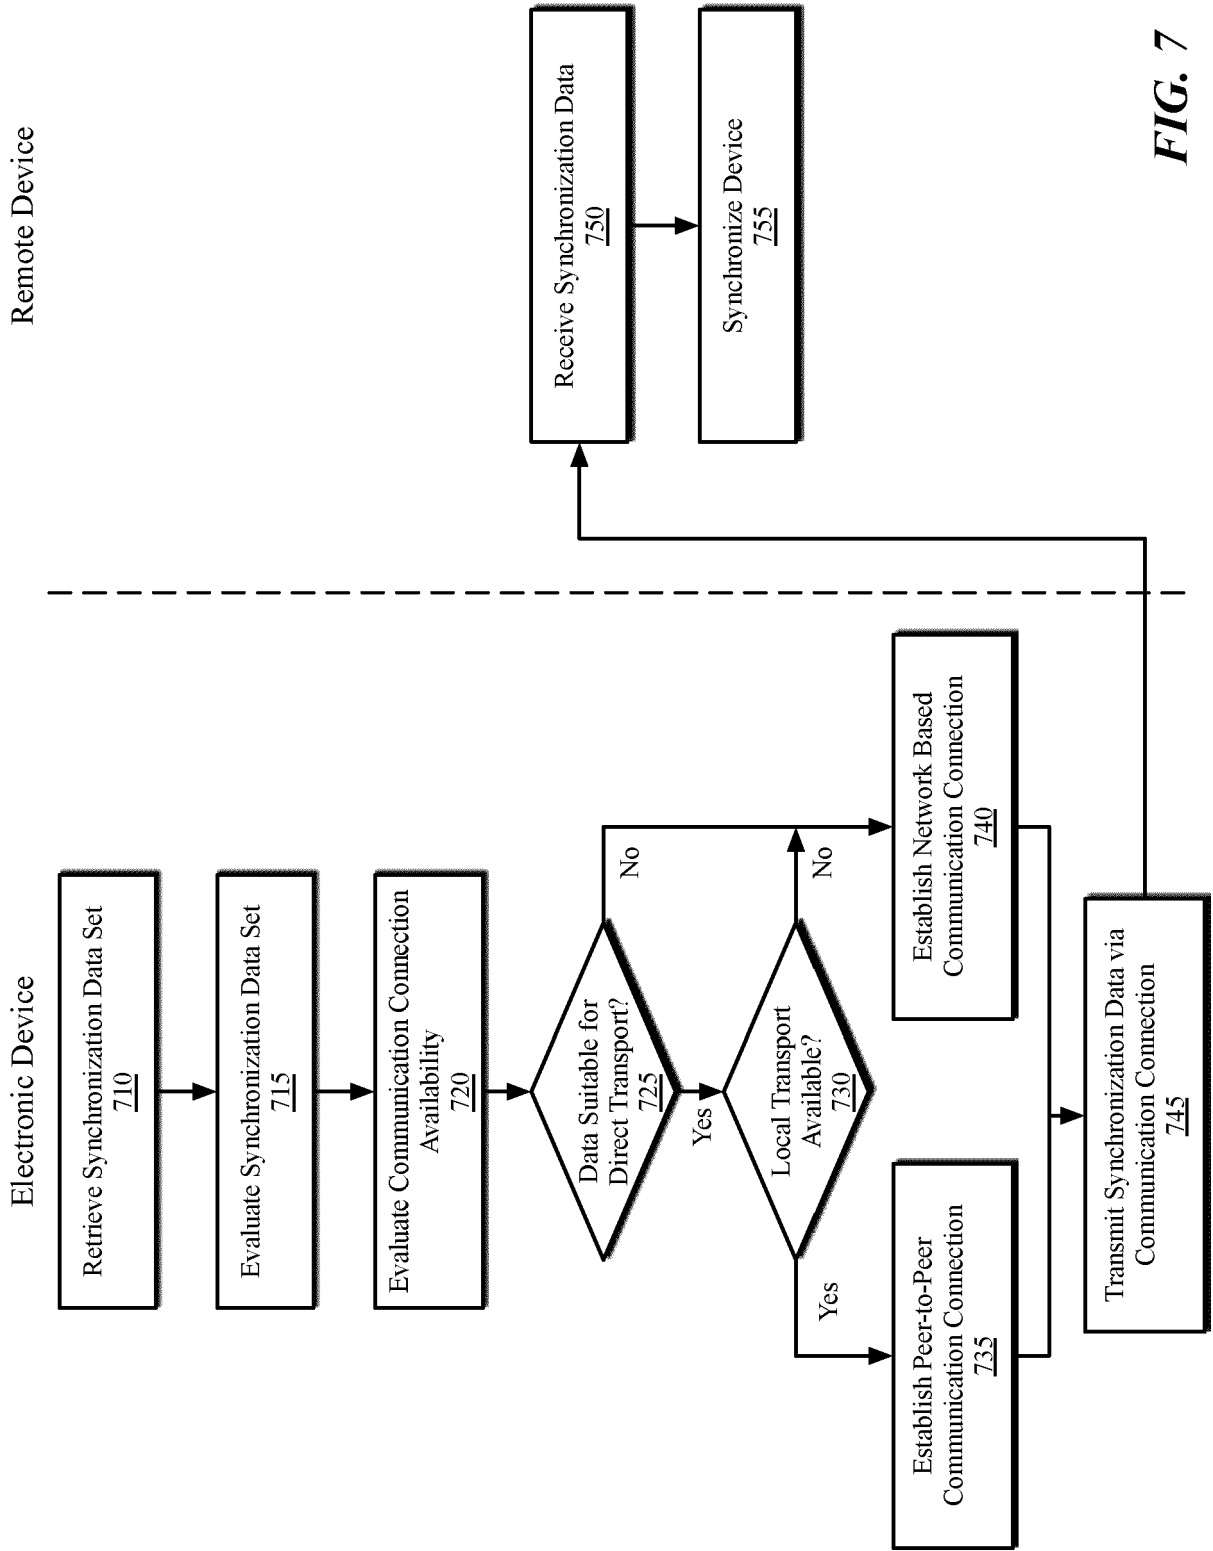 Electronic Device
Remote Device
Retrieve Synchronization Data Set
710
Evaluate Synchronization Data Set
715
Evaluate Communication Connection
Availability
720
Data Suitable for
Direct Transport?
725
No
Yes
Local Transport
Available?
730
Yes
No
Establish Peer-to-Peer
Communication Connection
735
Establish Network Based
Communication Connection
740
Transmit Synchronization Data via
Communication Connection
745
Receive Synchronization Data
750
Synchronize Device
755
FIG. 7